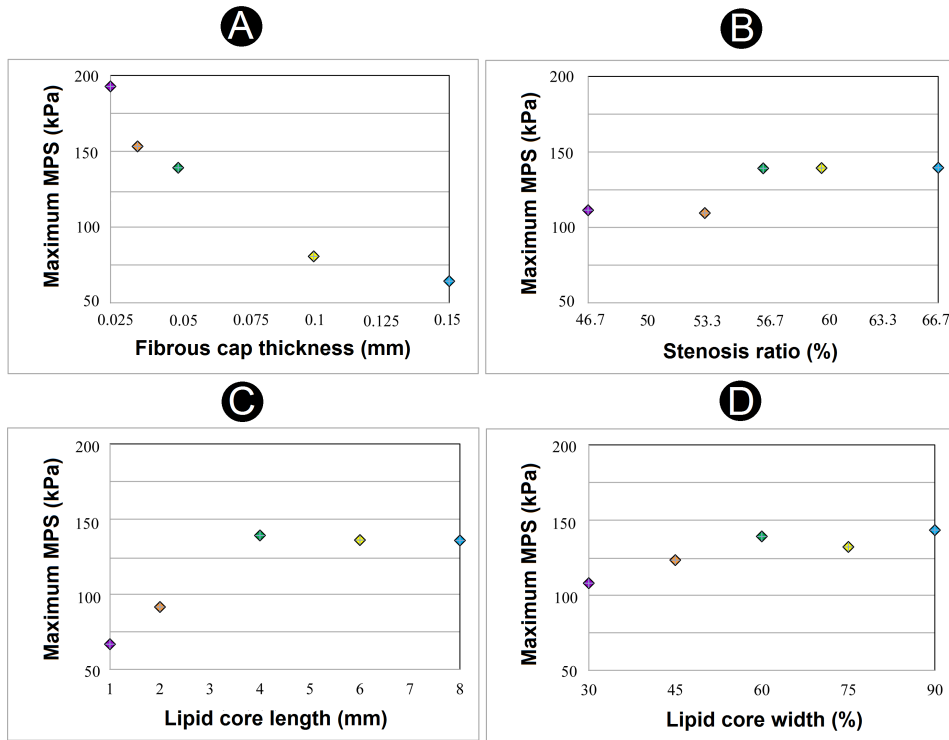 A
Maximum MPS (kPa)
200
150
100
50
0.025 0.05 0.075 0.1 0.125 0.15
Fibrous cap thickness (mm)
B
Maximum MPS (kPa)
200
150
100
50
46.7 50 53.3 56.7 60 63.3 66.7
Stenosis ratio (%)
C
Maximum MPS (kPa)
200
150
100
50
1 2 3 4 5 6 7 8
Lipid core length (mm)
D
Maximum MPS (kPa)
200
150
100
50
30 45 60 75 90
Lipid core width (%)